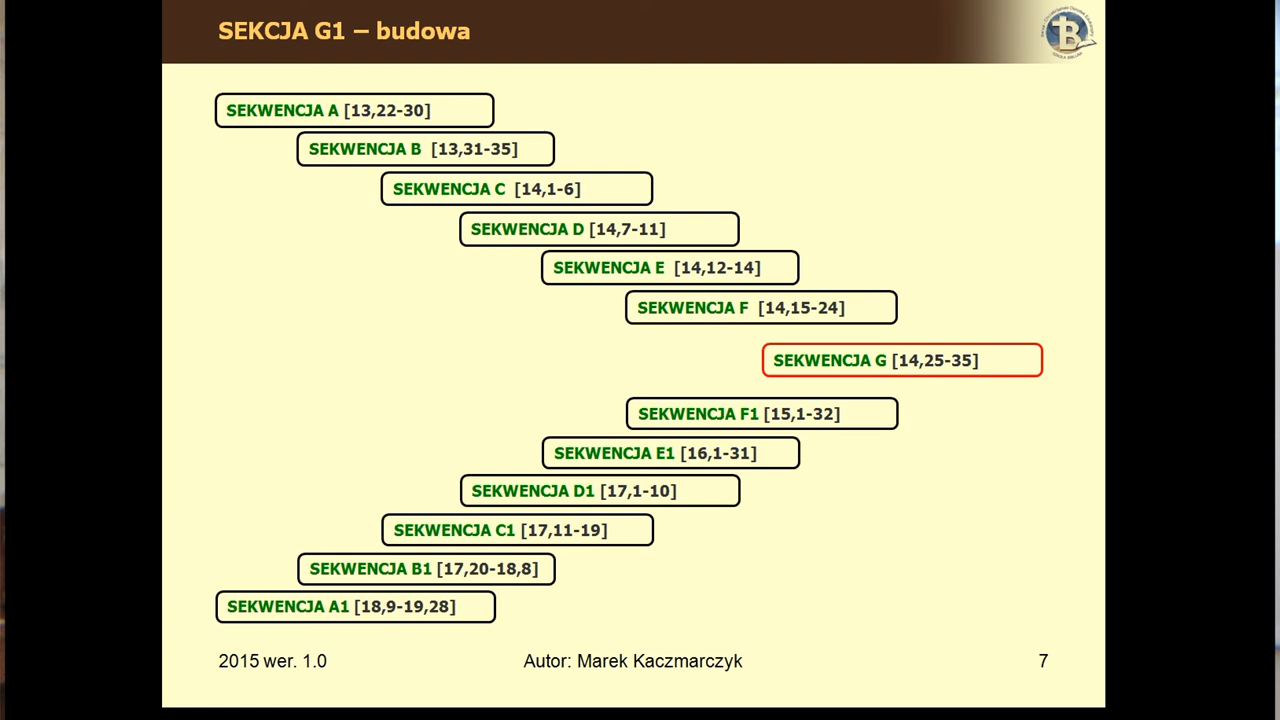 SEKCJA G1 – budowa
B
SEKWENCJA A [13,22-30]
SEKWENCJA B [13,31-35]
SEKWENCJA C [14,1-6]
SEKWENCJA D [14,7-11]
SEKWENCJA E [14,12-14]
SEKWENCJA F [14,15-24]
SEKWENCJA G [14,25-35]
SEKWENCJA F1 [15,1-32]
SEKWENCJA E1 [16,1-31]
SEKWENCJA D1 [17,1-10]
SEKWENCJA C1 [17,11-19]
SEKWENCJA B1 [17,20-18,8]
SEKWENCJA A1 [18,9-19,28]
2015 wer. 1.0 Autor: Marek Kaczmarczyk 7